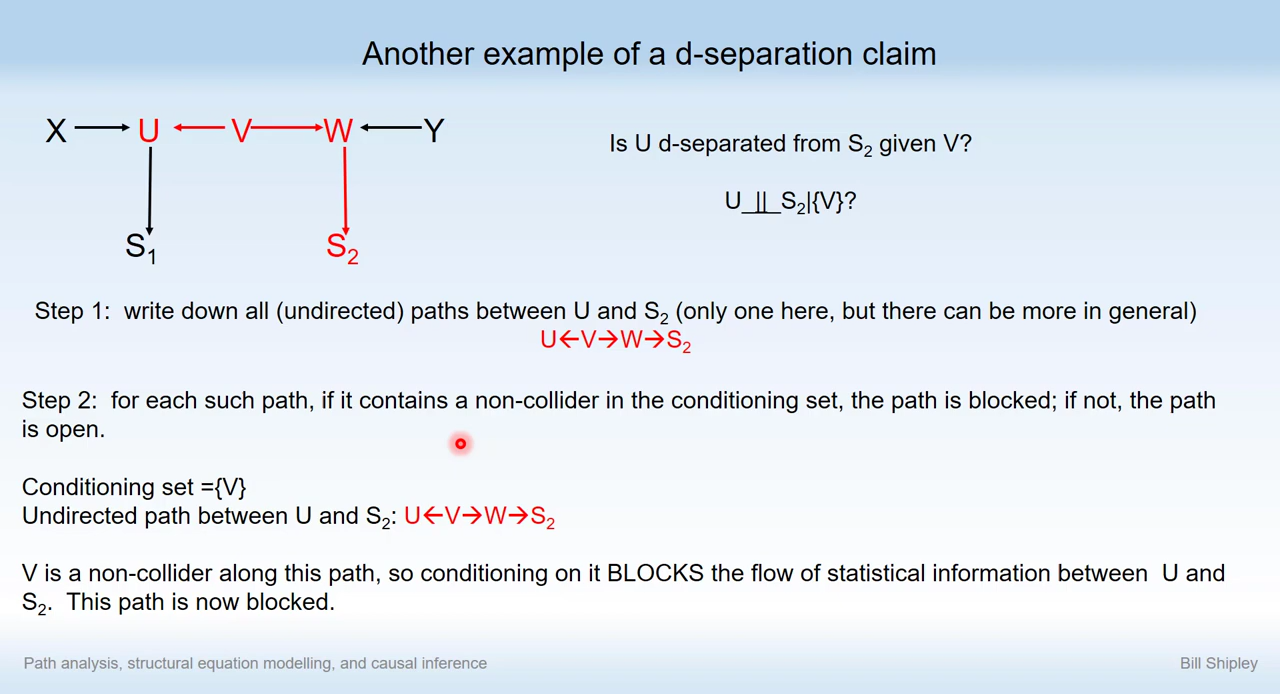 Another example of a d-separation claim
X → U ← V → W ← Y
S₁ S₂
Is U d-separated from S₂ given V?
U_||_S₂|{V}?
Step 1: write down all (undirected) paths between U and S₂ (only one here, but there can be more in general)
U←V→W→S₂
Step 2: for each such path, if it contains a non-collider in the conditioning set, the path is blocked; if not, the path
is open.
Conditioning set ={V}
Undirected path between U and S₂: U←V→W→S₂
V is a non-collider along this path, so conditioning on it BLOCKS the flow of statistical information between U and
S₂. This path is now blocked.
Path analysis, structural equation modelling, and causal inference
Bill Shipley